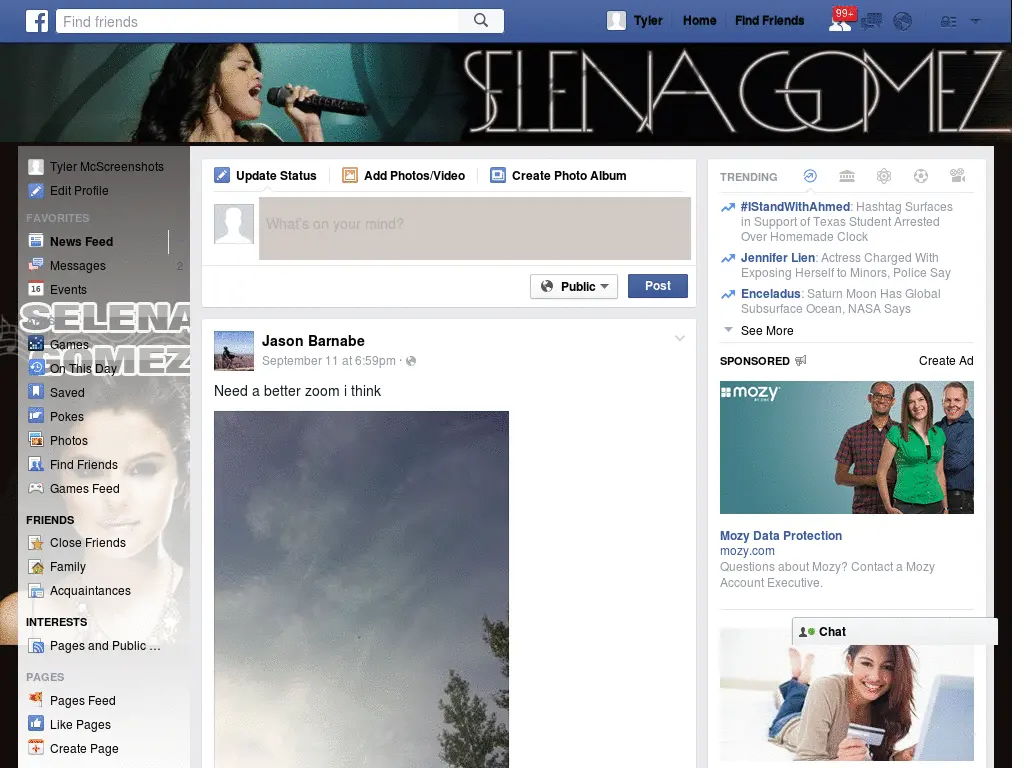 Find friends
Tyler
Home
Find Friends
99+
SELENA GOMEZ
Tyler McScreenshots
Edit Profile
FAVORITES
News Feed
Messages 2
Events
16
SELENA
GOMEZ
Games
On This Day
Saved
Pokes
Photos
Find Friends
Games Feed
FRIENDS
Close Friends
Family
Acquaintances
INTERESTS
Pages and Public ...
PAGES
Pages Feed
Like Pages
Create Page
Update Status
Add Photos/Video
Create Photo Album
What's on your mind?
Public
Post
Jason Barnabe
September 11 at 6:59pm ·
Need a better zoom i think
TRENDING
#IStandWithAhmed: Hashtag Surfaces
in Support of Texas Student Arrested
Over Homemade Clock
Jennifer Lien: Actress Charged With
Exposing Herself to Minors, Police Say
Enceladus: Saturn Moon Has Global
Subsurface Ocean, NASA Says
See More
SPONSORED
Create Ad
mozy
Mozy Data Protection
mozy.com
Questions about Mozy? Contact a Mozy
Account Executive.
Chat